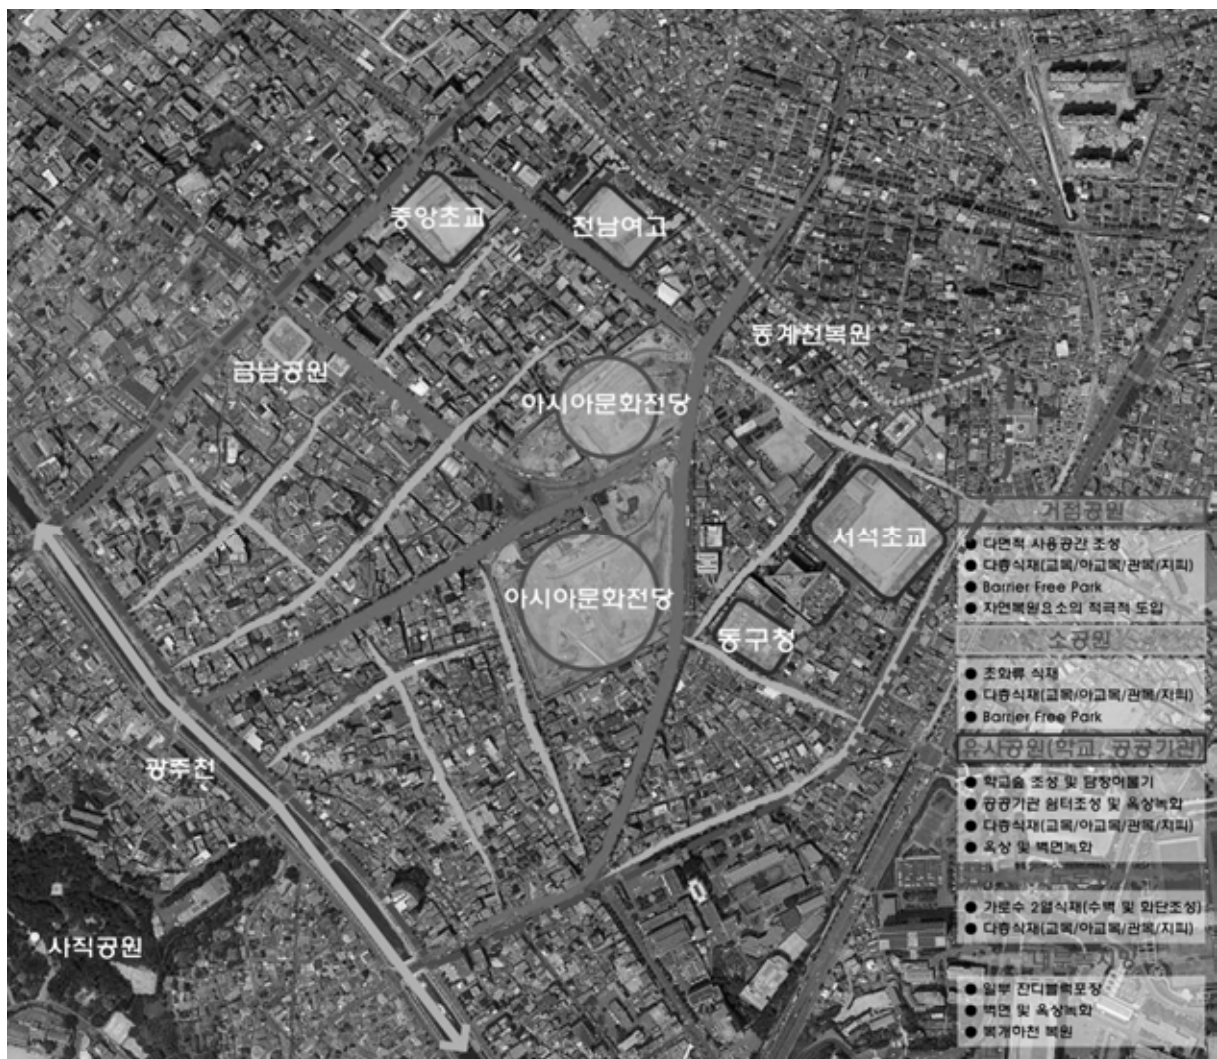 중앙초교
전남여고
동계천복원
금남공원
아시아문화전당
서석초교
아시아문화전당
동구청
광주천
사직공원
거점공원
● 다면적 사용공간 조성
● 다층식재(교목/아교목/관목/지피)
● Barrier Free Park
● 자연복원요소의 적극적 도입
소공원
● 초화류 식재
● 다층식재(교목/아교목/관목/지피)
● Barrier Free Park
유사공원(학교, 공공기관)
● 학교숲 조성 및 담장허물기
● 공공기관 쉼터조성 및 옥상녹화
● 다층식재(교목/아교목/관목/지피)
● 옥상 및 벽면녹화
● 가로수 2열식재(수벽 및 화단조성)
● 다층식재(교목/아교목/관목/지피)
● 일부 잔디블럭포장
● 벽면 및 옥상녹화
● 복개하천 복원